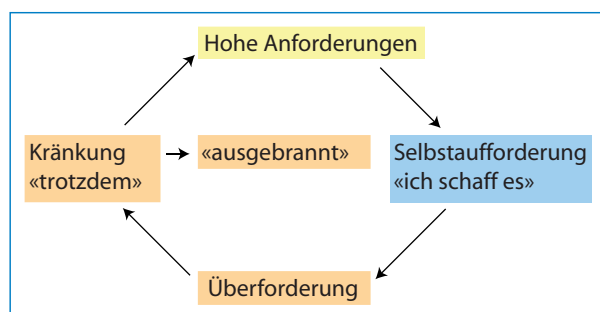 Hohe Anforderungen
Kränkung
«trotzdem»
«ausgebrannt»
Selbstaufforderung
«ich schaff es»
Überforderung